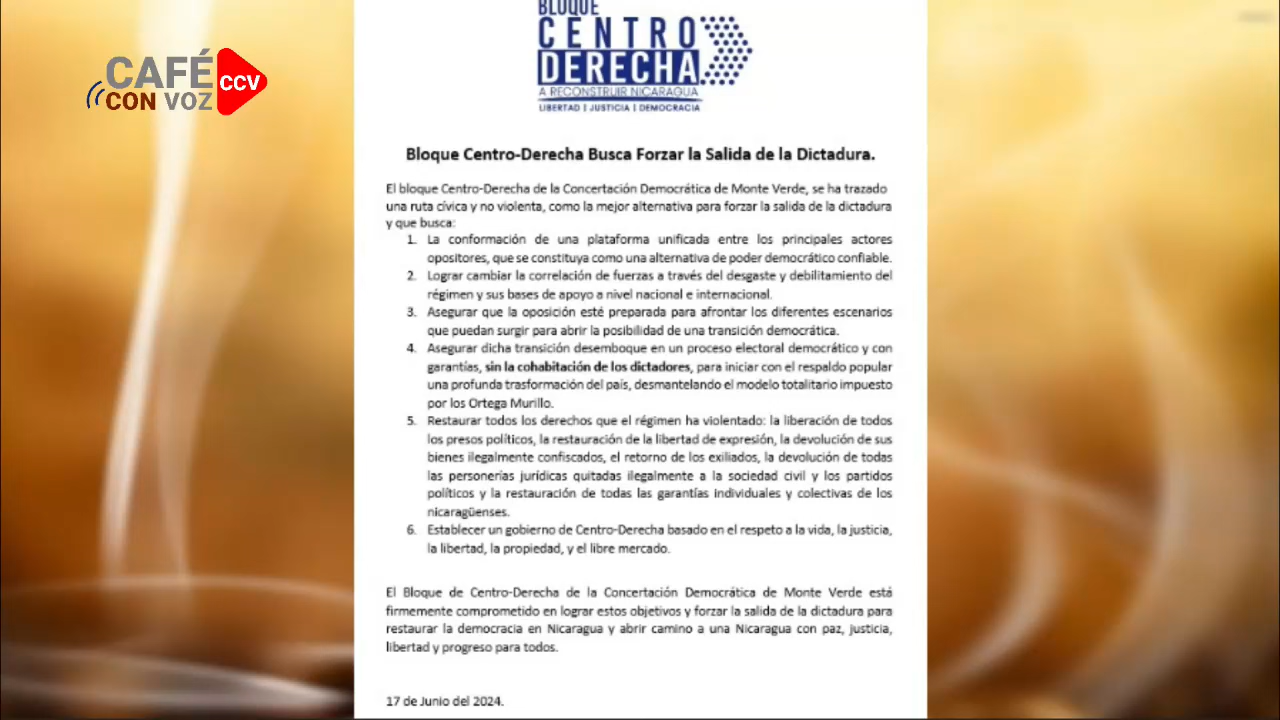 CAFÉ
CON VOZ
CCV
BLOQUE
CENTRO
DERECHA
A RECONSTRUIR NICARAGUA
LIBERTAD | JUSTICIA | DEMOCRACIA
Bloque Centro-Derecha Busca Forzar la Salida de la Dictadura.
El bloque Centro-Derecha de la Concertación Democrática de Monte Verde, se ha trazado
una ruta cívica y no violenta, como la mejor alternativa para forzar la salida de la dictadura
y que busca:
1. La conformación de una plataforma unificada entre los principales actores
opositores, que se constituya como una alternativa de poder democrático confiable.
2. Lograr cambiar la correlación de fuerzas a través del desgaste y debilitamiento del
régimen y sus bases de apoyo a nivel nacional e internacional.
3. Asegurar que la oposición esté preparada para afrontar los diferentes escenarios
que puedan surgir para abrir la posibilidad de una transición democrática.
4. Asegurar dicha transición desemboque en un proceso electoral democrático y con
garantías, sin la cohabitación de los dictadores, para iniciar con el respaldo popular
una profunda trasformación del país, desmantelando el modelo totalitario impuesto
por los Ortega Murillo.
5. Restaurar todos los derechos que el régimen ha violentado: la liberación de todos
los presos políticos, la restauración de la libertad de expresión, la devolución de sus
bienes ilegalmente confiscados, el retorno de los exiliados, la devolución de todas
las personerías jurídicas quitadas ilegalmente a la sociedad civil y los partidos
políticos y la restauración de todas las garantías individuales y colectivas de los
nicaragüenses.
6. Establecer un gobierno de Centro-Derecha basado en el respeto a la vida, la justicia,
la libertad, la propiedad, y el libre mercado.
El Bloque de Centro-Derecha de la Concertación Democrática de Monte Verde está
firmemente comprometido en lograr estos objetivos y forzar la salida de la dictadura para
restaurar la democracia en Nicaragua y abrir camino a una Nicaragua con paz, justicia,
libertad y progreso para todos.
17 de Junio del 2024.